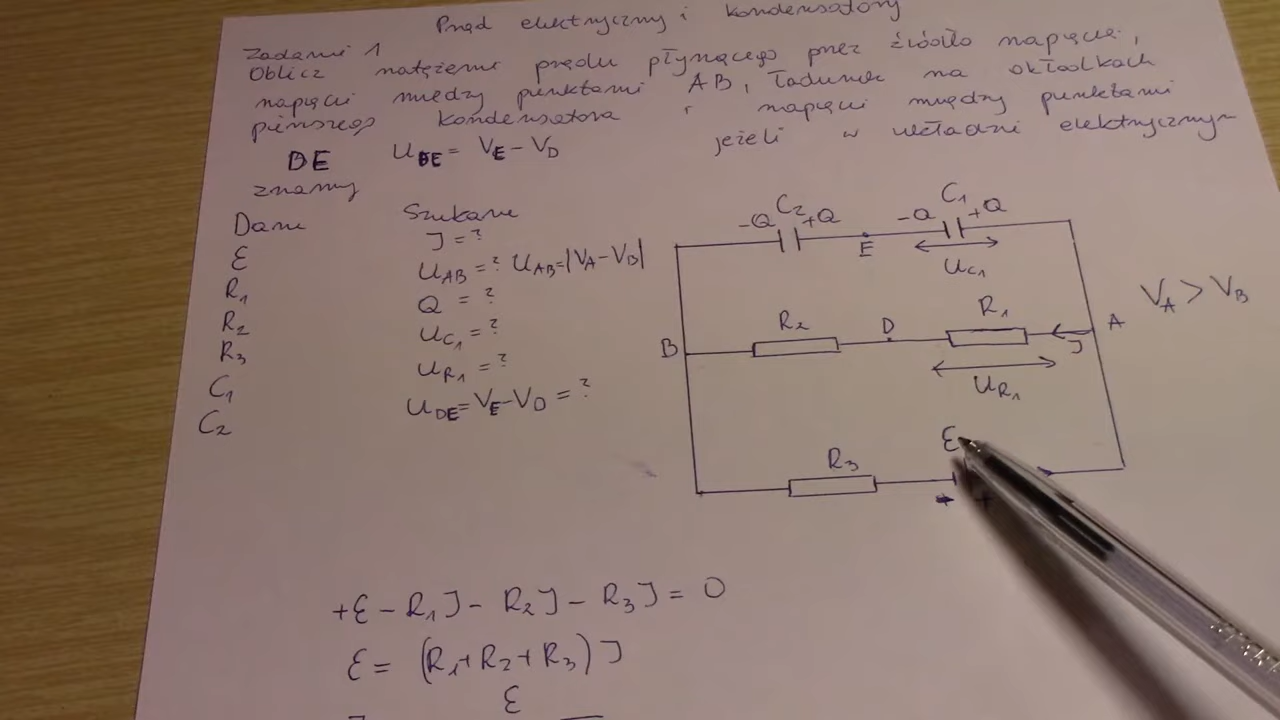 Prąd elektryczny i kondensatory
Zadanie 1
Oblicz natężenie prądu płynącego przez źródło napięcia,
napięcie między punktami AB, ładunek na okładkach
pierwszego kondensatora i napięcie między punktami
DE U_DE = V_E - V_D jeżeli w układzie elektrycznym
znamy
Dane Szukane
ε J = ?
R₁ U_AB = ? U_AB = |V_A - V_B|
R₂ Q = ?
R₃ U_C₁ = ?
C₁ U_R₁ = ?
C₂ U_DE = V_E - V_D = ?
C₂ C₁
-Q +Q -Q +Q
E U_C₁
V_A > V_B
R₂ D R₁ A
B J
U_R₁
R₃ ε
+
+ε - R₁J - R₂J - R₃J = 0
ε = (R₁ + R₂ + R₃) J
ε